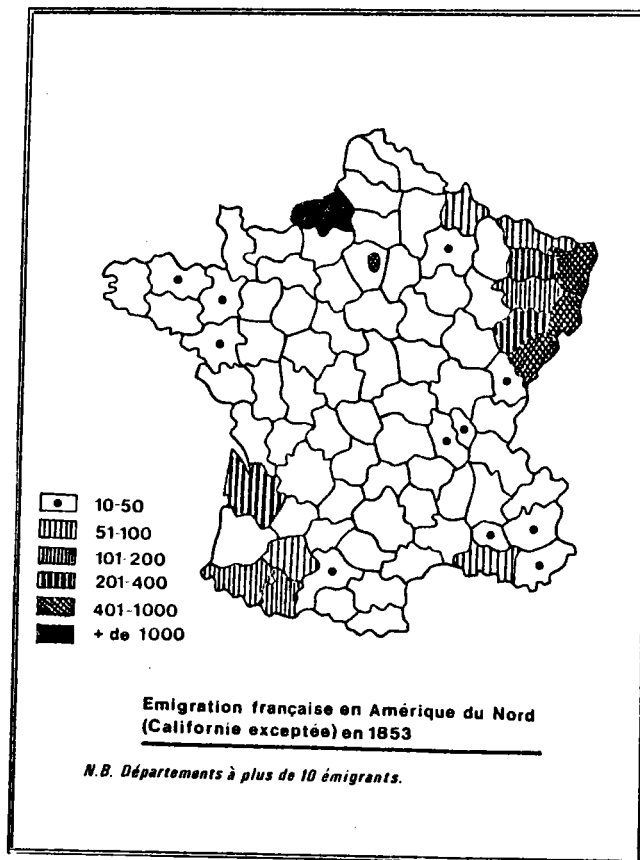 10-50
51-100
101-200
201-400
401-1000
+ de 1000
Emigration française en Amérique du Nord
(Californie exceptée) en 1853
N.B. Départements à plus de 10 émigrants.